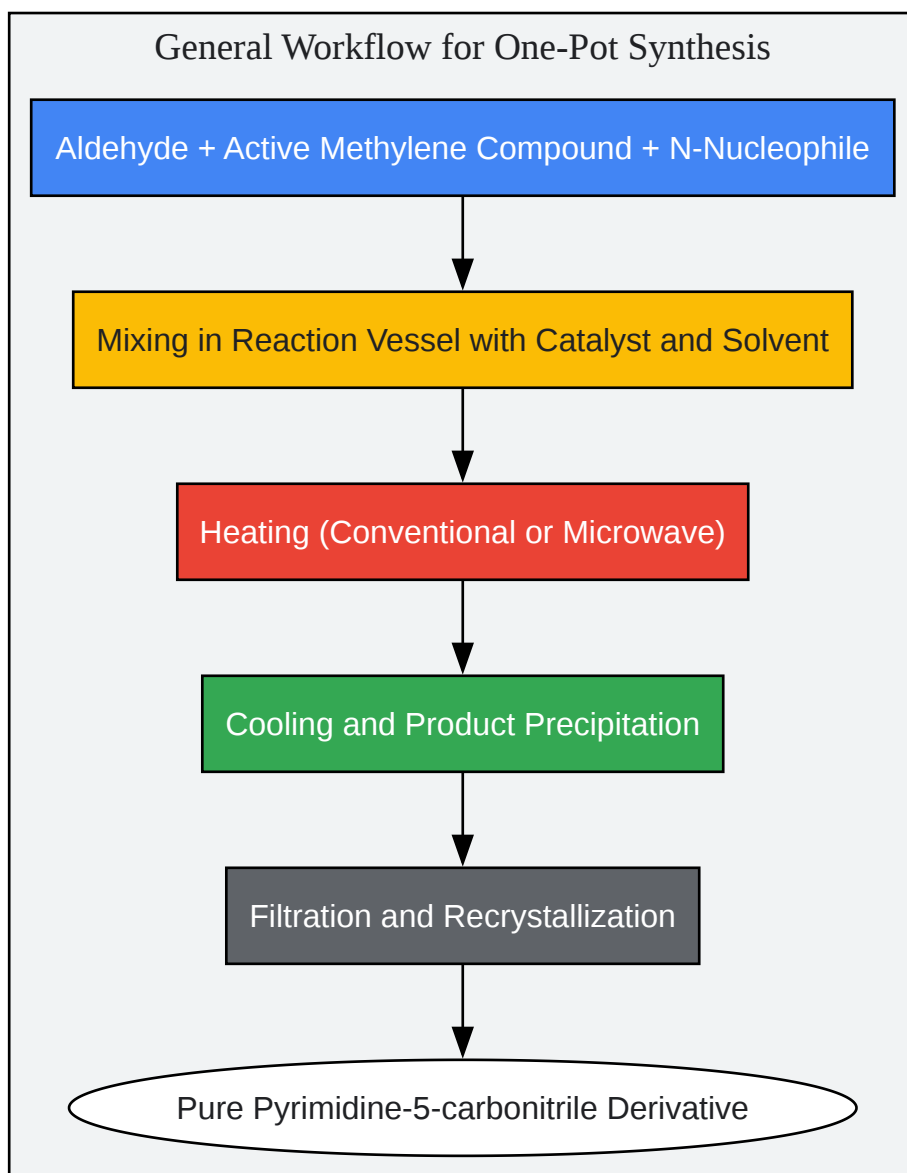 General Workflow for One-Pot Synthesis
Aldehyde + Active Methylene Compound + N-Nucleophile
Mixing in Reaction Vessel with Catalyst and Solvent
Heating (Conventional or Microwave)
Cooling and Product Precipitation
Filtration and Recrystallization
Pure Pyrimidine-5-carbonitrile Derivative